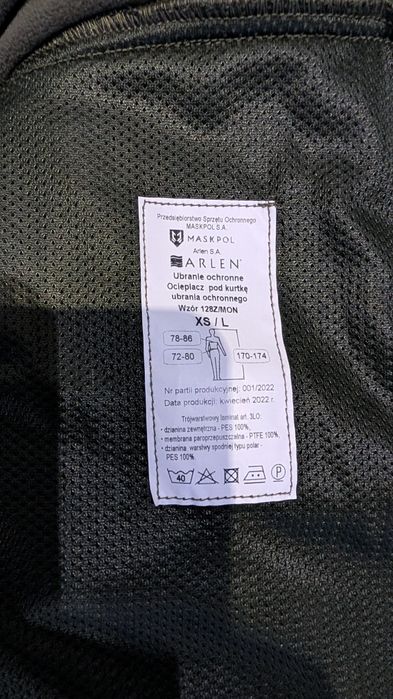 Przedsiębiorstwo Sprzętu Ochronnego
MASKPOL S.A.
MASKPOL
Arlen S.A.
ARLEN®
Ubranie ochronne
Ocieplacz pod kurtkę
ubrania ochronnego
Wzór 128Z/MON
XS / L
78-86
72-80
170-174
Nr partii produkcyjnej: 001/2022
Data produkcji: kwiecień 2022 r.
Trójwarstwowy laminat art. 3LO:
• dzianina zewnętrzna - PES 100%,
• membrana paroprzepuszczalna - PTFE 100%,
• dzianina warstwy spodniej typu polar -
PES 100%
40
P